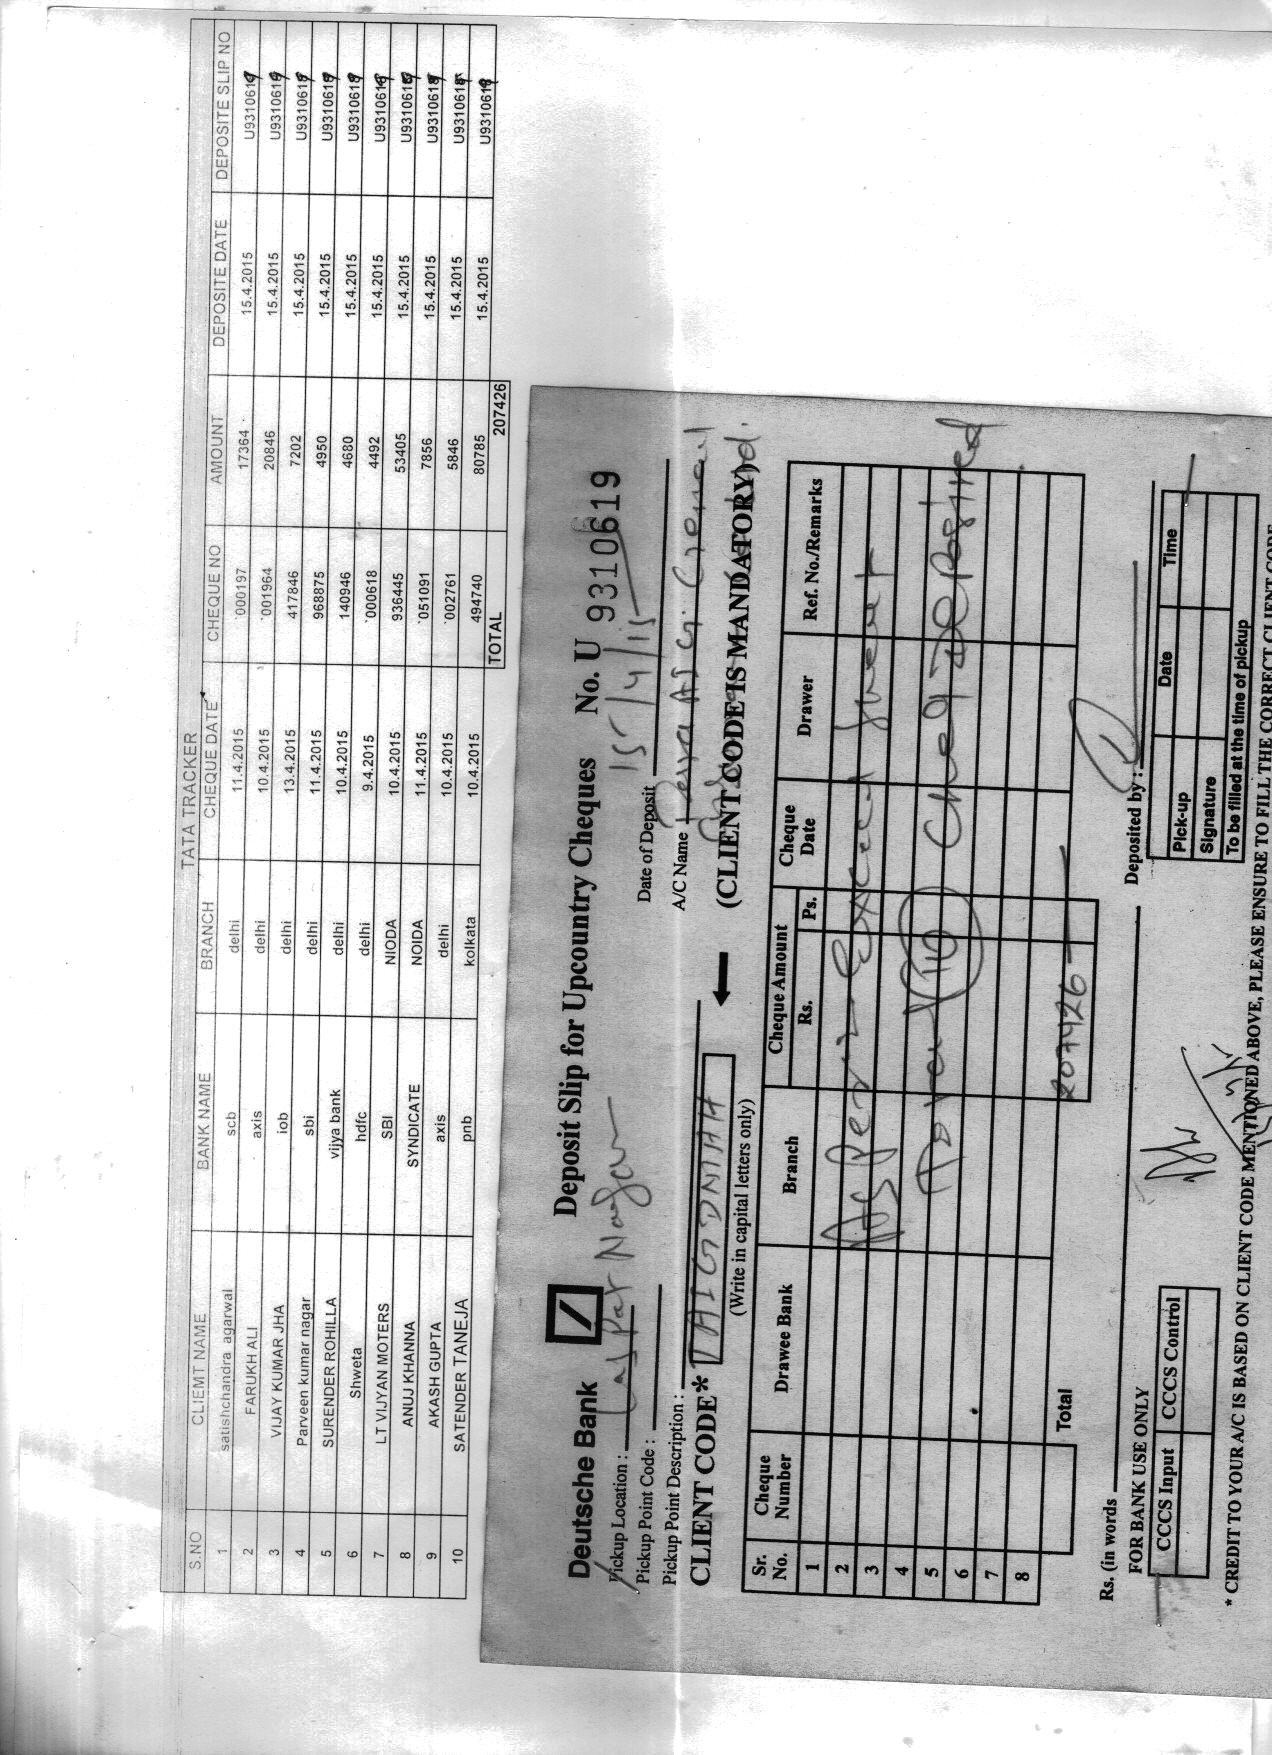 TATA TRACKER
S.NO CLIEMT NAME BANK NAME BRANCH CHEQUE DATE CHEQUE NO AMOUNT DEPOSITE DATE DEPOSITE SLIP NO
1 satishchandra agarwal scb delhi 11.4.2015 '000197 17364 15.4.2015 U9310619
2 FARUKH ALI axis delhi 10.4.2015 '001964 20846 15.4.2015 U9310619
3 VIJAY KUMAR JHA iob delhi 13.4.2015 417846 7202 15.4.2015 U9310619
4 Parveen kumar nagar sbi delhi 11.4.2015 968875 4950 15.4.2015 U9310619
5 SURENDER ROHILLA vijya bank delhi 10.4.2015 140946 4680 15.4.2015 U9310619
6 Shweta hdfc delhi 9.4.2015 '000618 4492 15.4.2015 U9310619
7 LT VIJYAN MOTERS SBI NIODA 10.4.2015 936445 53405 15.4.2015 U9310619
8 ANUJ KHANNA SYNDICATE NOIDA 11.4.2015 '051091 7856 15.4.2015 U9310619
9 AKASH GUPTA axis delhi 10.4.2015 '002761 5846 15.4.2015 U9310619
10 SATENDER TANEJA pnb kolkata 10.4.2015 494740 80785 15.4.2015 U9310619
TOTAL 207426
Deutsche Bank Deposit Slip for Upcountry Cheques No. U 9310619
Pickup Location : Lajpat Nagar Date of Deposit 15/4/15
Pickup Point Code :
A/C Name Tata AIG General
Pickup Point Description :
CLIENT CODE* TAIGDNIAH (CLIENT CODE IS MANDATORY)
(Write in capital letters only)
Sr. No. Cheque Number Drawee Bank Branch Cheque Amount Rs. Ps. Cheque Date Drawer Ref. No./Remarks
1
2 As Per Excel Sheet
3
4
5 Total (10) Cheq Deposited
6
7
8
Total 207426
Rs. (in words Deposited by :
FOR BANK USE ONLY
CCCS Input CCCS Control
Date Time
Pick-up
Signature
To be filled at the time of pickup
* CREDIT TO YOUR A/C IS BASED ON CLIENT CODE MENTIONED ABOVE, PLEASE ENSURE TO FILL THE CORRECT CLIENT CODE